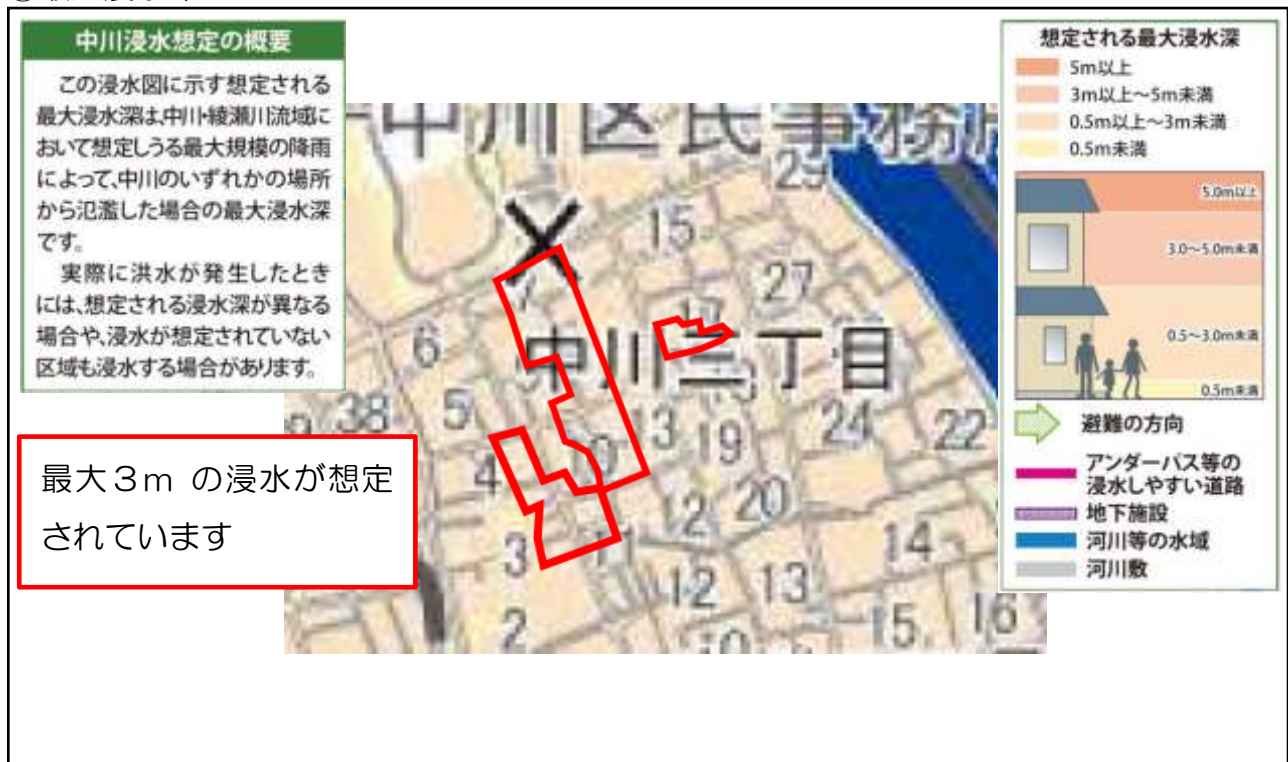 中川浸水想定の概要
この浸水図に示す想定される
最大浸水深は、中川・綾瀬川流域に
おいて想定しうる最大規模の降雨
によって、中川のいずれかの場所
から氾濫した場合の最大浸水深
です。
実際に洪水が発生したとき
には、想定される浸水深が異なる
場合や、浸水が想定されていない
区域も浸水する場合があります。
最大３ｍ の浸水が想定
されています
中川区民事務所
29
15
27
7
17
6
中川二丁目
38
5
13
19
24
22
4
10
20
3
11
2
14
12
13
2
15
16
想定される最大浸水深
5m以上
3m以上～5m未満
0.5m以上～3m未満
0.5m未満
5.0m以上
3.0～5.0m未満
0.5～3.0m未満
0.5m未満
避難の方向
アンダーパス等の
浸水しやすい道路
地下施設
河川等の水域
河川敷